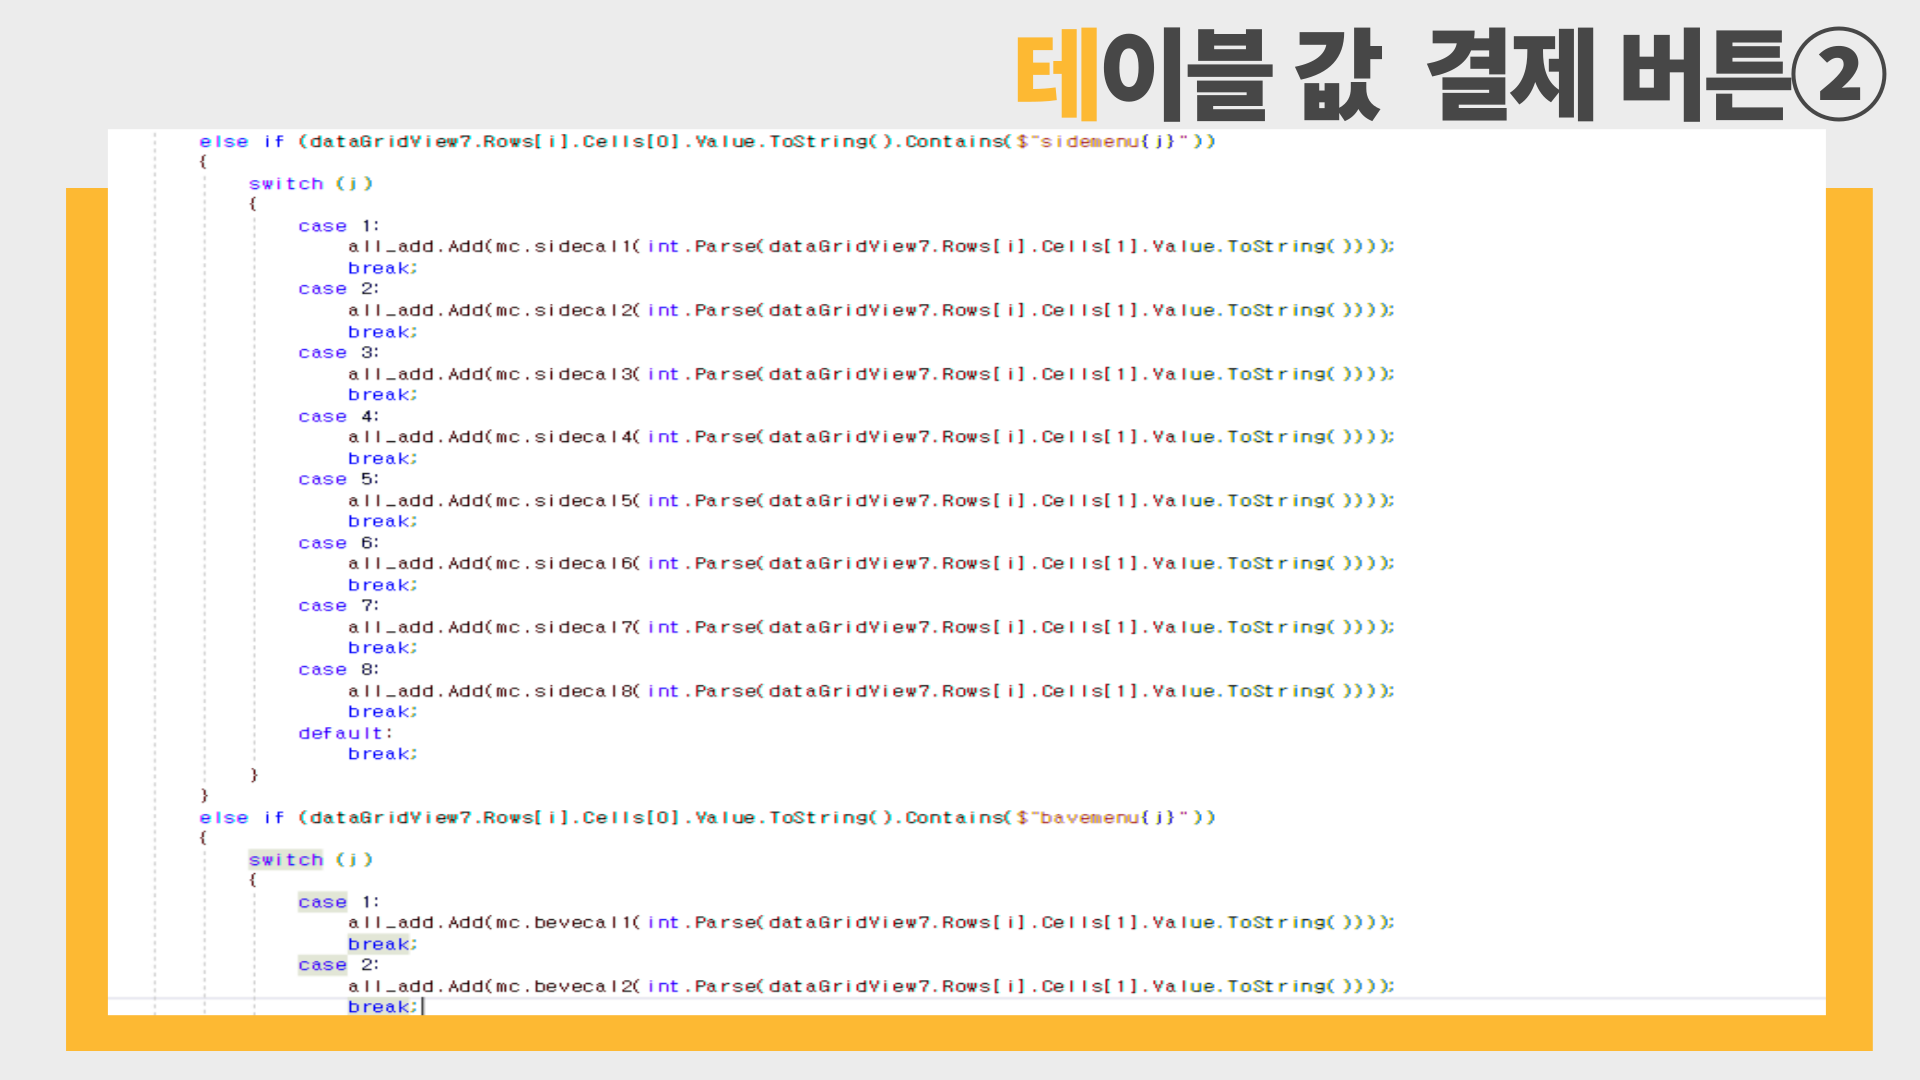 테이블 값 결제 버튼②
else if (dataGridView7.Rows[i].Cells[0].Value.ToString().Contains($"sidemenu{j}"))
{
switch (j)
{
case 1:
all_add.Add(mc.sidecal1(int.Parse(dataGridView7.Rows[i].Cells[1].Value.ToString())));
break;
case 2:
all_add.Add(mc.sidecal2(int.Parse(dataGridView7.Rows[i].Cells[1].Value.ToString())));
break;
case 3:
all_add.Add(mc.sidecal3(int.Parse(dataGridView7.Rows[i].Cells[1].Value.ToString())));
break;
case 4:
all_add.Add(mc.sidecal4(int.Parse(dataGridView7.Rows[i].Cells[1].Value.ToString())));
break;
case 5:
all_add.Add(mc.sidecal5(int.Parse(dataGridView7.Rows[i].Cells[1].Value.ToString())));
break;
case 6:
all_add.Add(mc.sidecal6(int.Parse(dataGridView7.Rows[i].Cells[1].Value.ToString())));
break;
case 7:
all_add.Add(mc.sidecal7(int.Parse(dataGridView7.Rows[i].Cells[1].Value.ToString())));
break;
case 8:
all_add.Add(mc.sidecal8(int.Parse(dataGridView7.Rows[i].Cells[1].Value.ToString())));
break;
default:
break;
}
}
else if (dataGridView7.Rows[i].Cells[0].Value.ToString().Contains($"bavemenu{j}"))
{
switch (j)
{
case 1:
all_add.Add(mc.bevecal1(int.Parse(dataGridView7.Rows[i].Cells[1].Value.ToString())));
break;
case 2:
all_add.Add(mc.bevecal2(int.Parse(dataGridView7.Rows[i].Cells[1].Value.ToString())));
break;